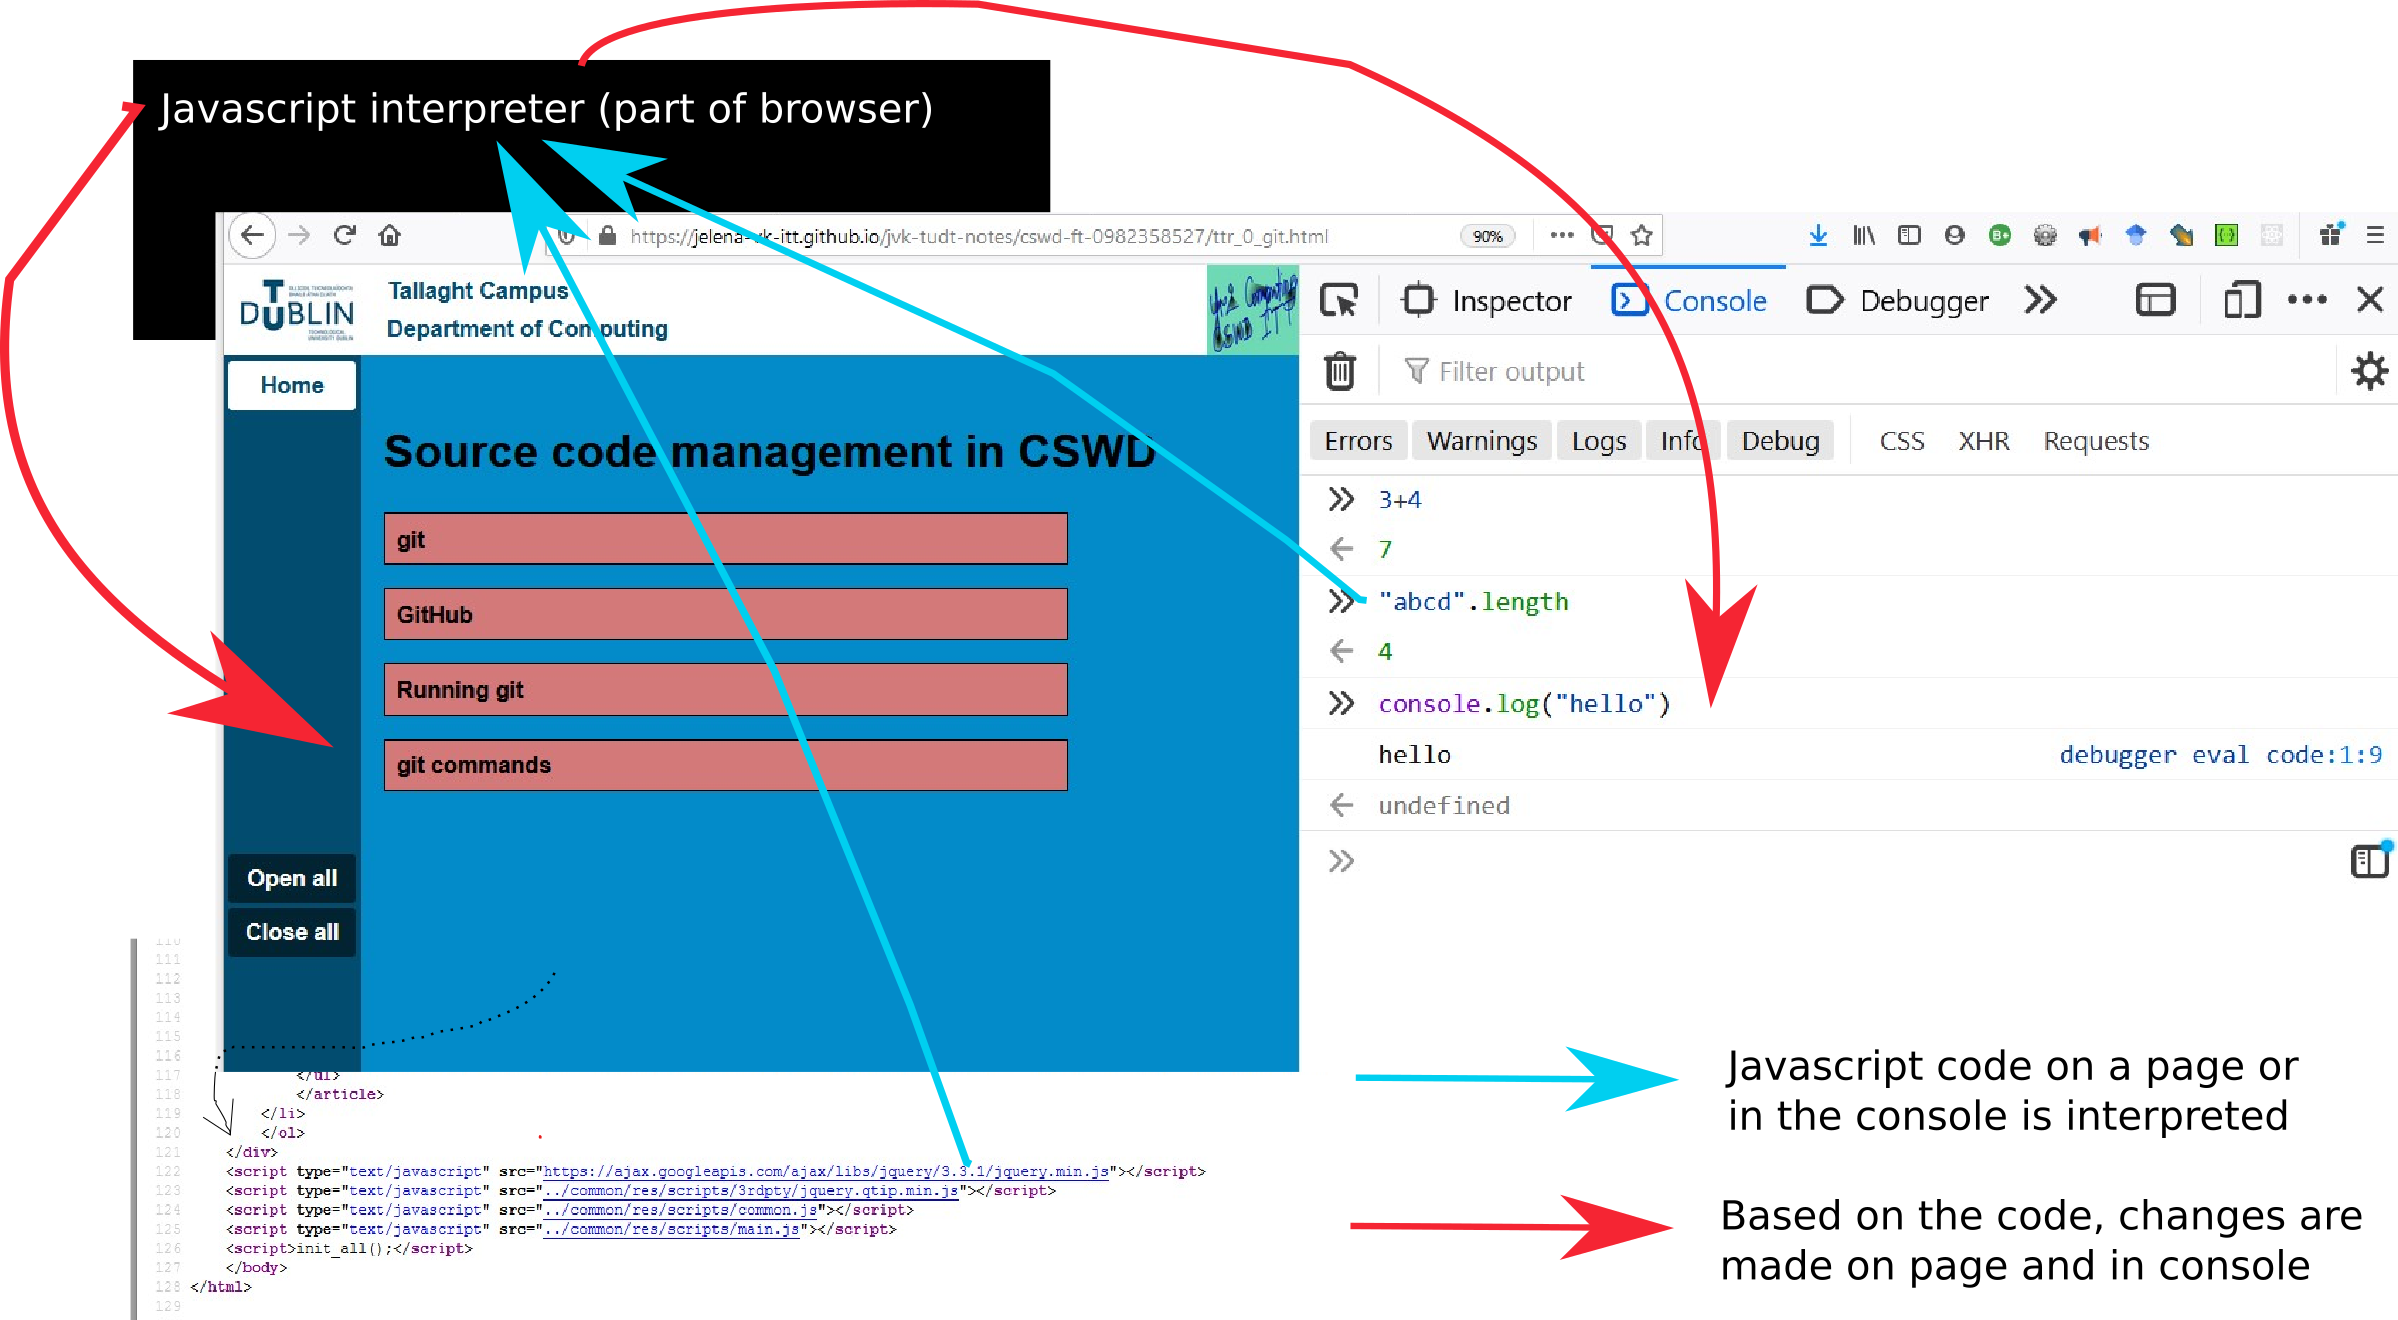 Javascript interpreter (part of browser)
https://jelena-vk-itt.github.io/jvk-tudt-notes/cswd-ft-0982358527/ttr_0_git.html
90%
DUBLIN
Tallaght Campus
Department of Computing
Inspector
Console
Debugger
Filter output
Home
Errors
Warnings
Logs
Info
Debug
CSS
XHR
Requests
Source code management in CSWD
git
GitHub
Running git
git commands
3+4
7
"abcd".length
4
console.log("hello")
hello
debugger eval code:1:9
undefined
Open all
Close all
110
111
112
113
114
115
116
117 </ul>
118 </article>
119 </li>
120 </ol>
121 </div>
122 <script type="text/javascript" src="https://ajax.googleapis.com/ajax/libs/jquery/3.3.1/jquery.min.js"></script>
123 <script type="text/javascript" src="../common/res/scripts/3rdpty/jquery.qtip.min.js"></script>
124 <script type="text/javascript" src="../common/res/scripts/common.js"></script>
125 <script type="text/javascript" src="../common/res/scripts/main.js"></script>
126 <script>init_all();</script>
127 </body>
128 </html>
129
Javascript code on a page or
in the console is interpreted
Based on the code, changes are
made on page and in console